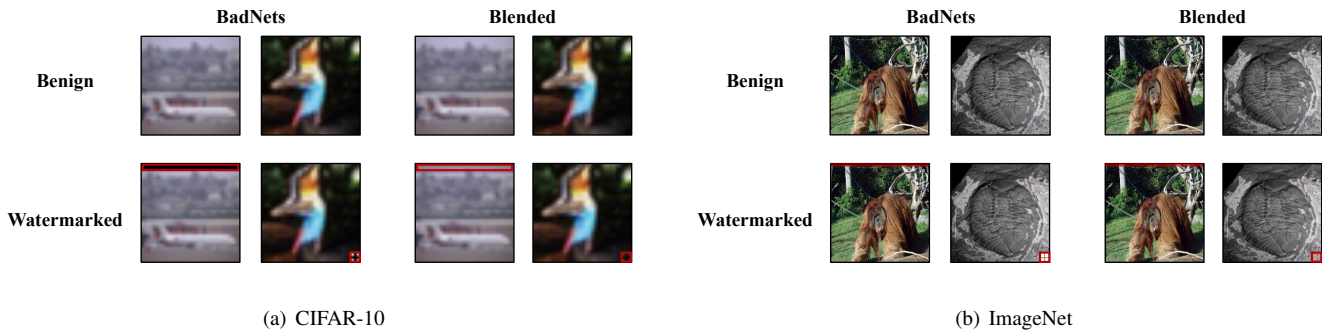 BadNets Blended BadNets Blended
Benign Benign
Watermarked Watermarked
(a) CIFAR-10 (b) ImageNet